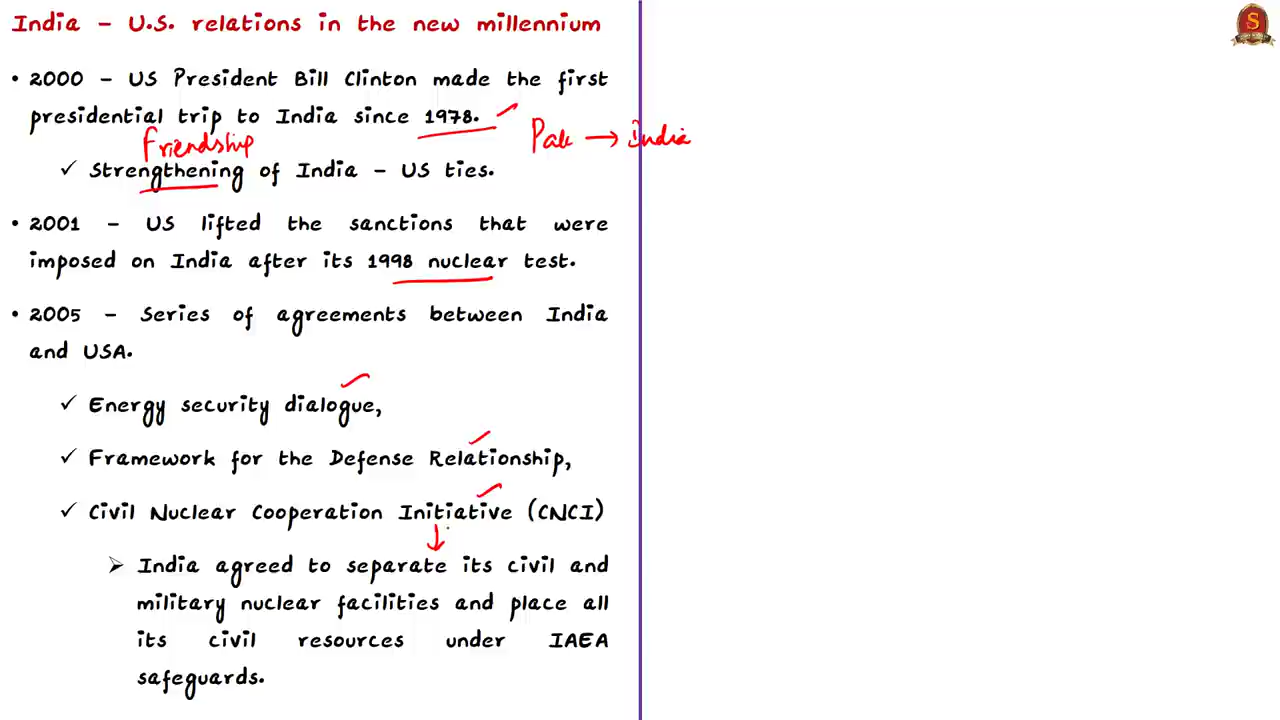 India – U.S. relations in the new millennium
• 2000 – US President Bill Clinton made the first
presidential trip to India since 1978.
Pak → India
Friendship
✓ Strengthening of India – US ties.
• 2001 – US lifted the sanctions that were
imposed on India after its 1998 nuclear test.
• 2005 – Series of agreements between India
and USA.
✓ Energy security dialogue,
✓ Framework for the Defense Relationship,
✓ Civil Nuclear Cooperation Initiative (CNCI)
➢ India agreed to separate its civil and
military nuclear facilities and place all
its civil resources under IAEA
safeguards.